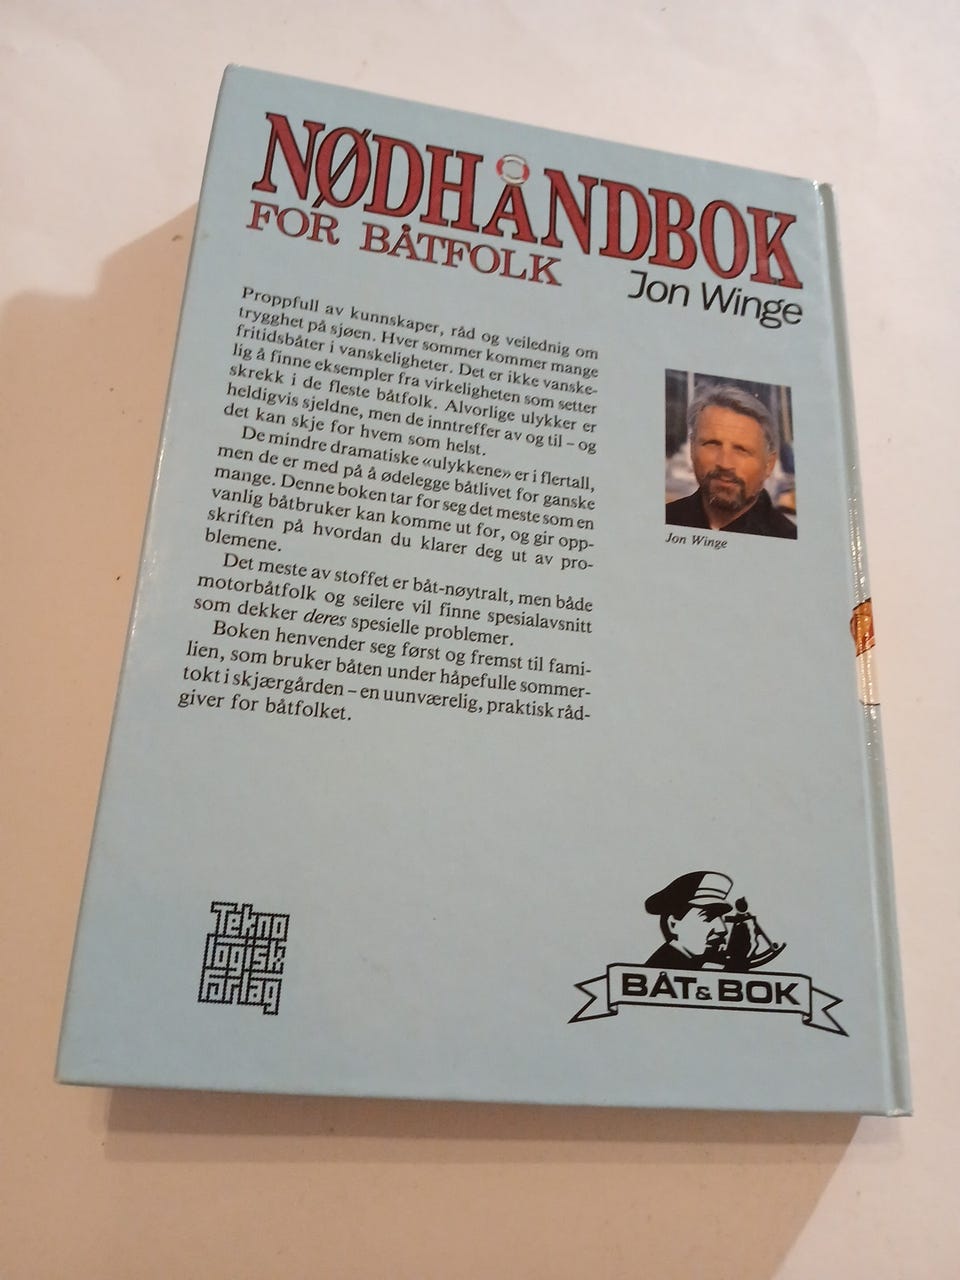 NØDHÅNDBOK
FOR BÅTFOLK
Jon Winge
Proppfull av kunnskaper, råd og veilednig om
trygghet på sjøen. Hver sommer kommer mange
fritidsbåter i vanskeligheter. Det er ikke vanske-
lig å finne eksempler fra virkeligheten som setter
skrekk i de fleste båtfolk. Alvorlige ulykker er
heldigvis sjeldne, men de inntreffer av og til – og
det kan skje for hvem som helst.
De mindre dramatiske «ulykkene» er i flertall,
men de er med på å ødelegge båtlivet for ganske
mange. Denne boken tar for seg det meste som en
vanlig båtbruker kan komme ut for, og gir opp-
skriften på hvordan du klarer deg ut av pro-
blemene.
Det meste av stoffet er båt-nøytralt, men både
motorbåtfolk og seilere vil finne spesialavsnitt
som dekker deres spesielle problemer.
Boken henvender seg først og fremst til fami-
lien, som bruker båten under håpefulle sommer-
tokt i skjærgården – en uunværelig, praktisk råd-
giver for båtfolket.
Jon Winge
Tekno
logisk
forlag
BÅT & BOK